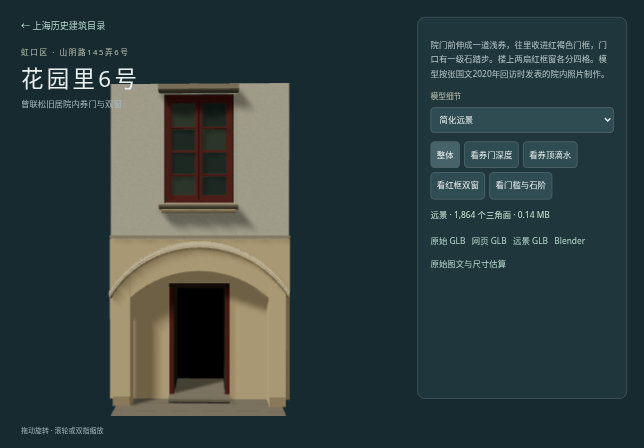 ← 上海历史建筑目录
虹口区 · 山阴路145弄6号
花园里6号
曾联松旧居院内券门与双窗
院门前伸成一道浅券，往里收进红褐色门框，门
口有一级石踏步。楼上两扇红框窗各分四格。模
型按张国文2020年回访时发表的院内照片制作。
模型细节
简化远景
整体 看券门深度 看券顶滴水
看红框双窗 看门槛与石阶
远景 · 1,864 个三角面 · 0.14 MB
原始 GLB 网页 GLB 远景 GLB Blender
原始图文与尺寸估算
拖动旋转 · 滚轮或双指缩放